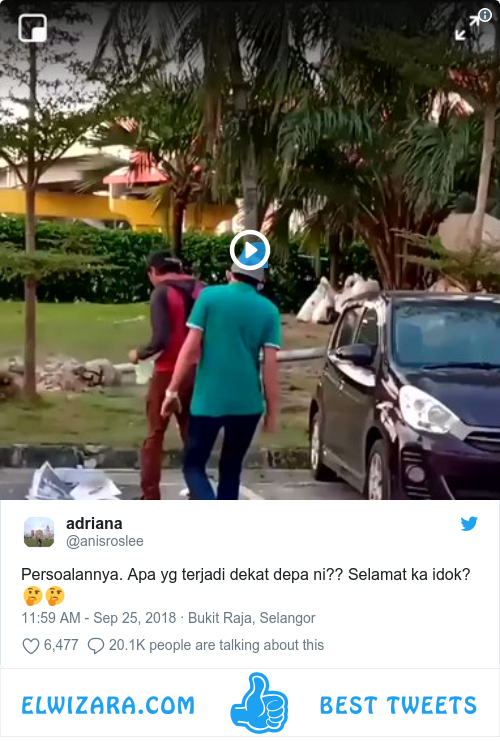 adriana
@anisroslee
Persoalannya. Apa yg terjadi dekat depa ni?? Selamat ka idok?
🤔🤔
11:59 AM - Sep 25, 2018 · Bukit Raja, Selangor
6,477 20.1K people are talking about this
ELWIZARA.COM BEST TWEETS